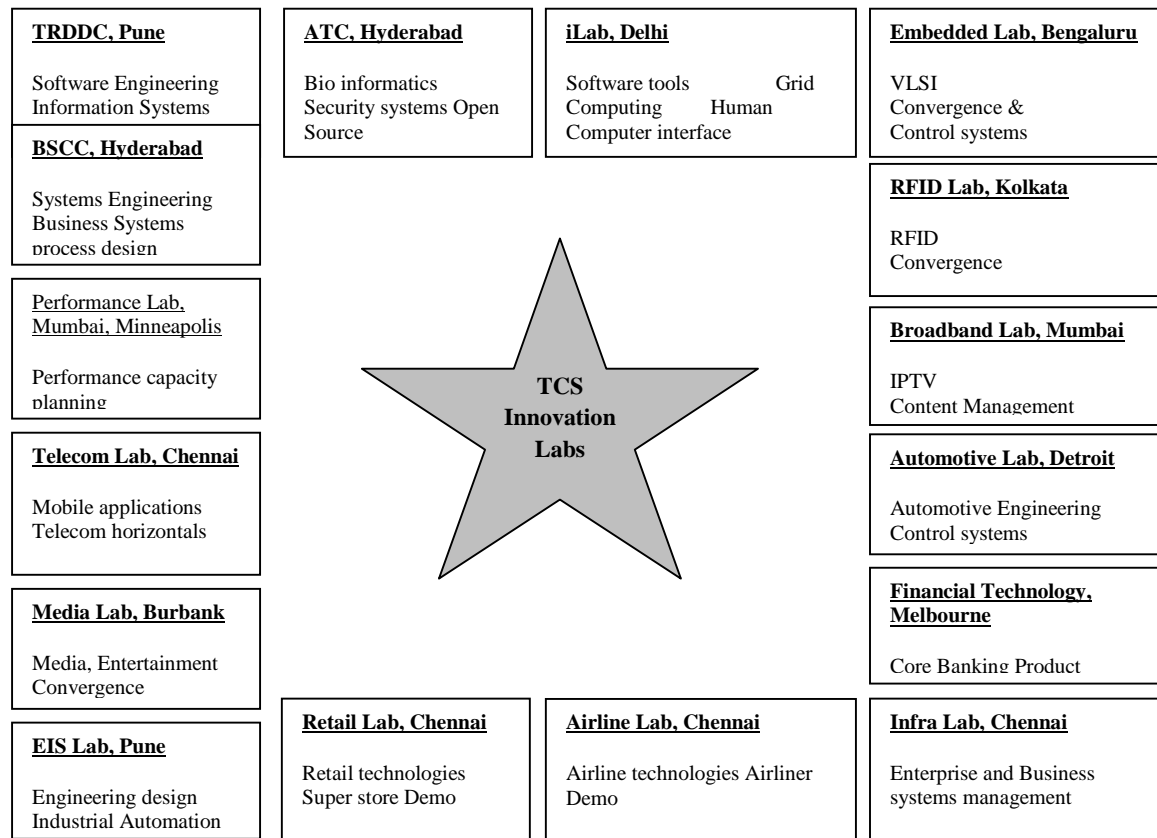 TRDDC, Pune
Software Engineering
Information Systems
BSCC, Hyderabad
Systems Engineering
Business Systems
process design
Performance Lab,
Mumbai, Minneapolis
Performance capacity
planning
Telecom Lab, Chennai
Mobile applications
Telecom horizontals
Media Lab, Burbank
Media, Entertainment
Convergence
EIS Lab, Pune
Engineering design
Industrial Automation
ATC, Hyderabad
Bio informatics
Security systems Open
Source
iLab, Delhi
Software tools Grid
Computing Human
Computer interface
TCS
Innovation
Labs
Retail Lab, Chennai
Retail technologies
Super store Demo
Airline Lab, Chennai
Airline technologies Airliner
Demo
Embedded Lab, Bengaluru
VLSI
Convergence &
Control systems
RFID Lab, Kolkata
RFID
Convergence
Broadband Lab, Mumbai
IPTV
Content Management
Automotive Lab, Detroit
Automotive Engineering
Control systems
Financial Technology,
Melbourne
Core Banking Product
Infra Lab, Chennai
Enterprise and Business
systems management